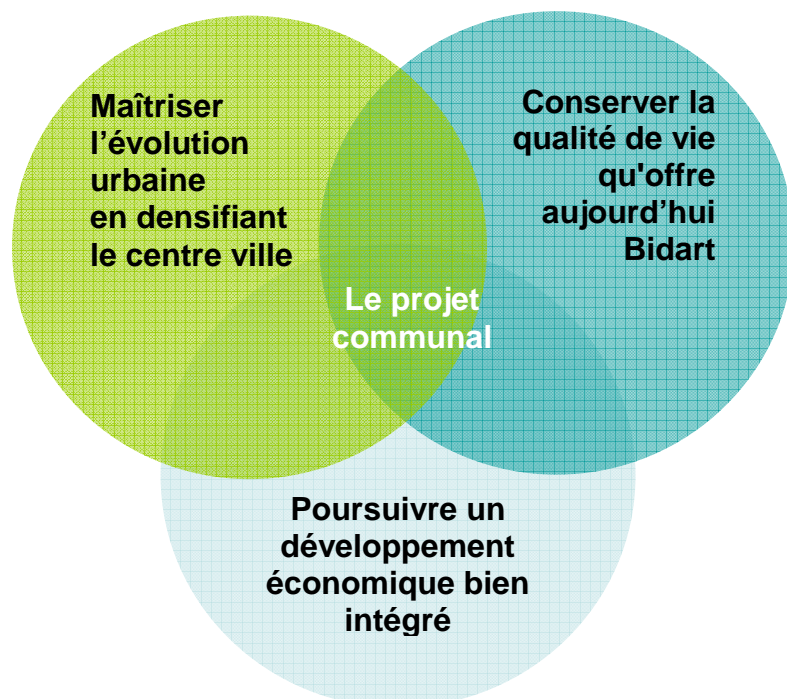 Maîtriser
l’évolution
urbaine
en densifiant
le centre ville
Conserver la
qualité de vie
qu'offre
aujourd’hui
Bidart
Le projet
communal
Poursuivre un
développement
économique bien
intégré